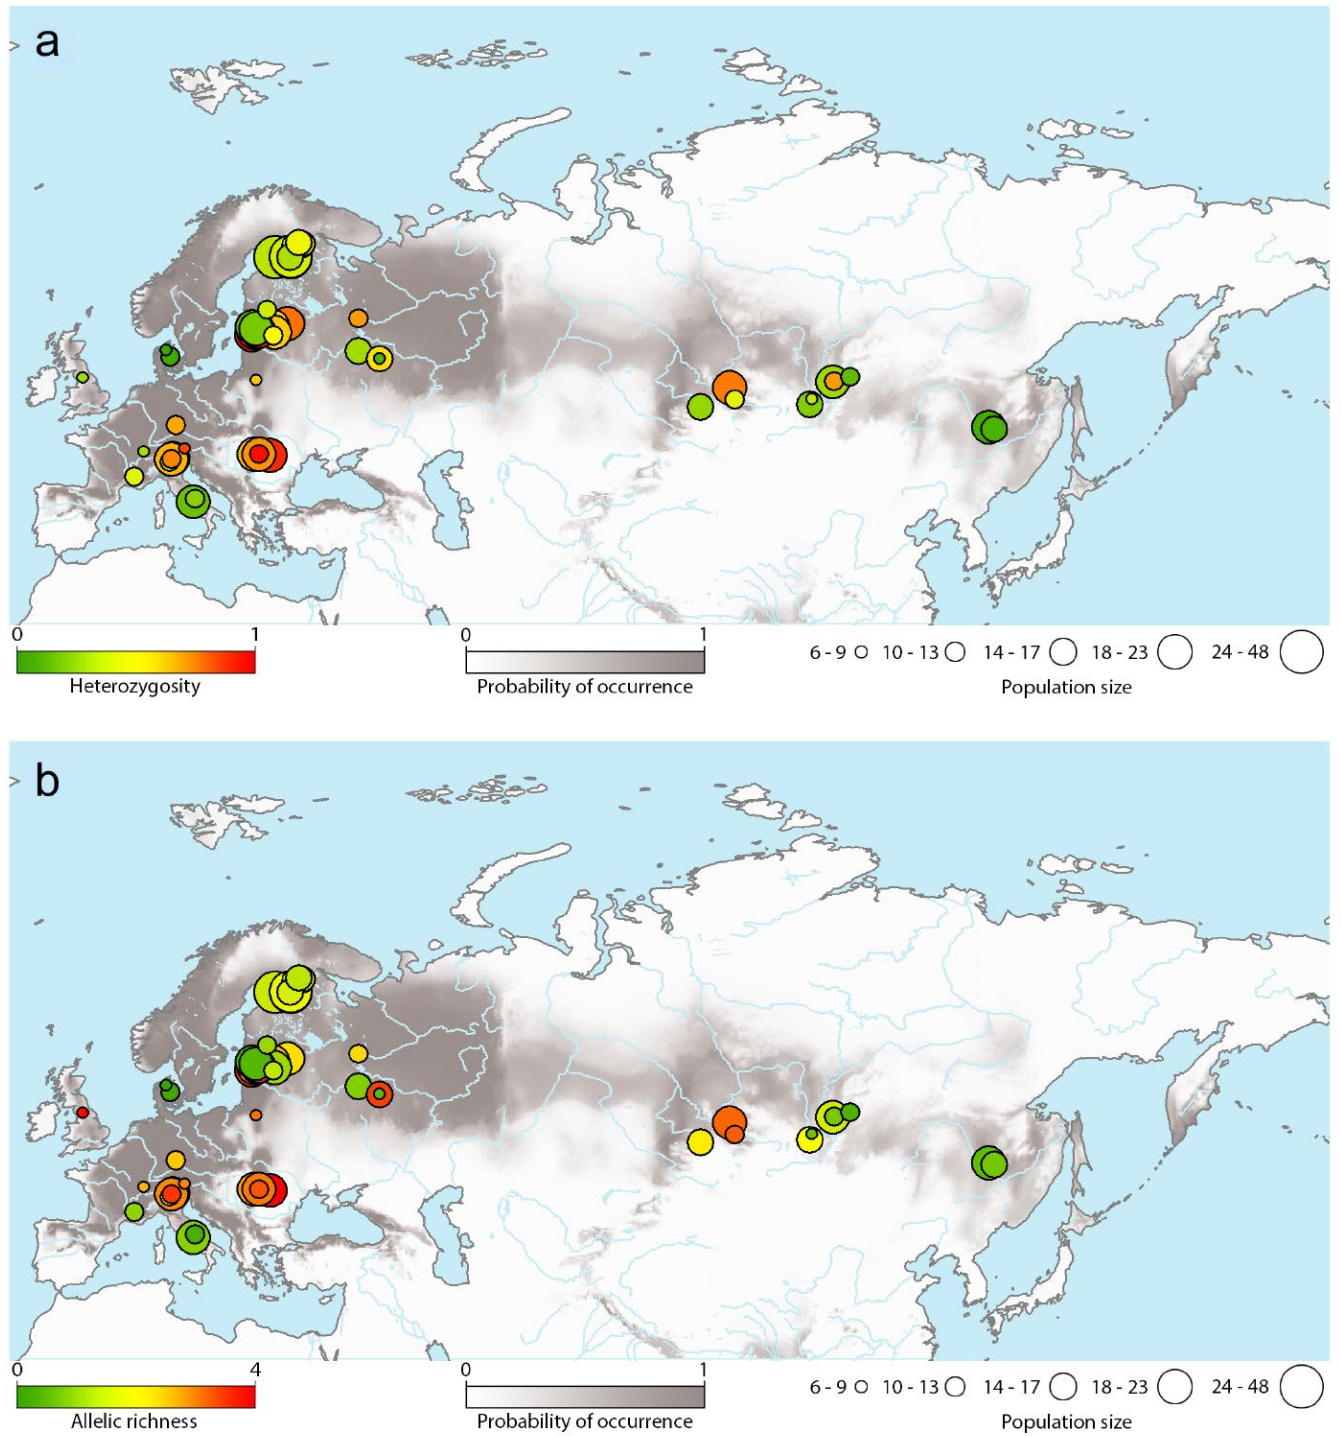 a
0 1 0 1 6 - 9 10 - 13 14 - 17 18 - 23 24 - 48
Heterozygosity Probability of occurrence Population size
b
0 4 0 1 6 - 9 10 - 13 14 - 17 18 - 23 24 - 48
Allelic richness Probability of occurrence Population size